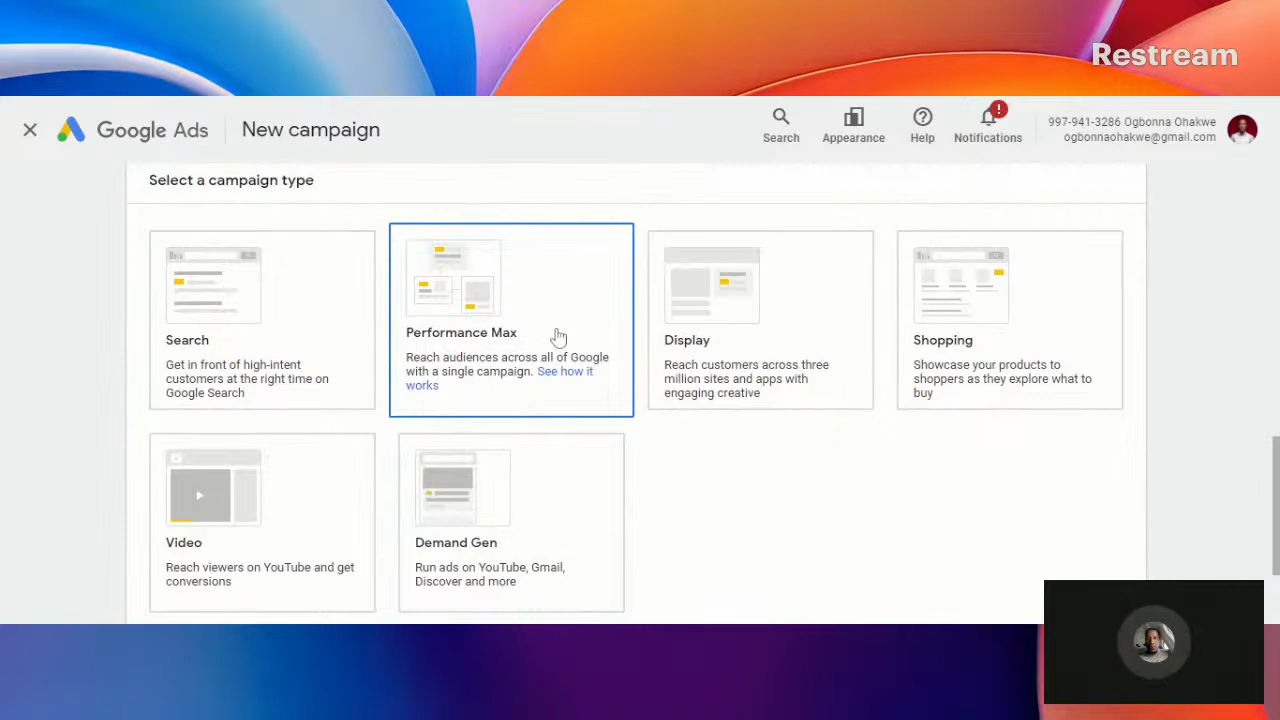 Restream
Google Ads
New campaign
Search
Appearance
Help
!
Notifications
997-941-3286 Ogbonna Ohakwe
ogbonnaohakwe@gmail.com
Select a campaign type
Search
Get in front of high-intent
customers at the right time on
Google Search
Performance Max
Reach audiences across all of Google
with a single campaign. See how it
works
Display
Reach customers across three
million sites and apps with
engaging creative
Shopping
Showcase your products to
shoppers as they explore what to
buy
Video
Reach viewers on YouTube and get
conversions
Demand Gen
Run ads on YouTube, Gmail,
Discover and more